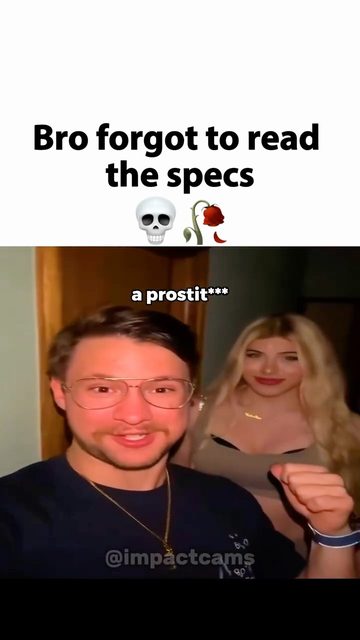 Bro forgot to read
the specs
💀🥀
a prostit***
@impactcams